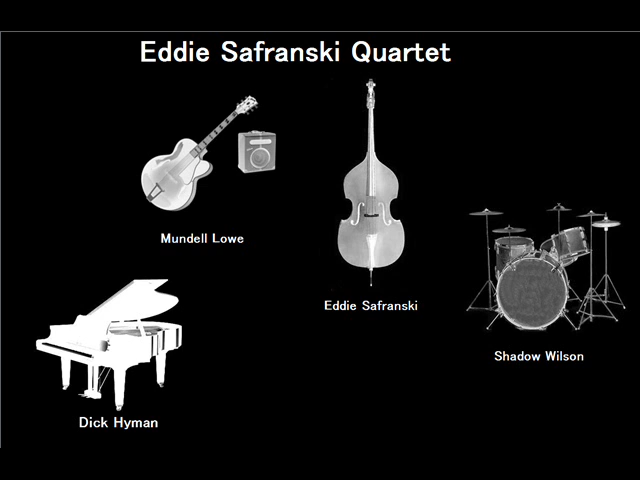 Eddie Safranski Quartet
Mundell Lowe
Eddie Safranski
Shadow Wilson
Dick Hyman